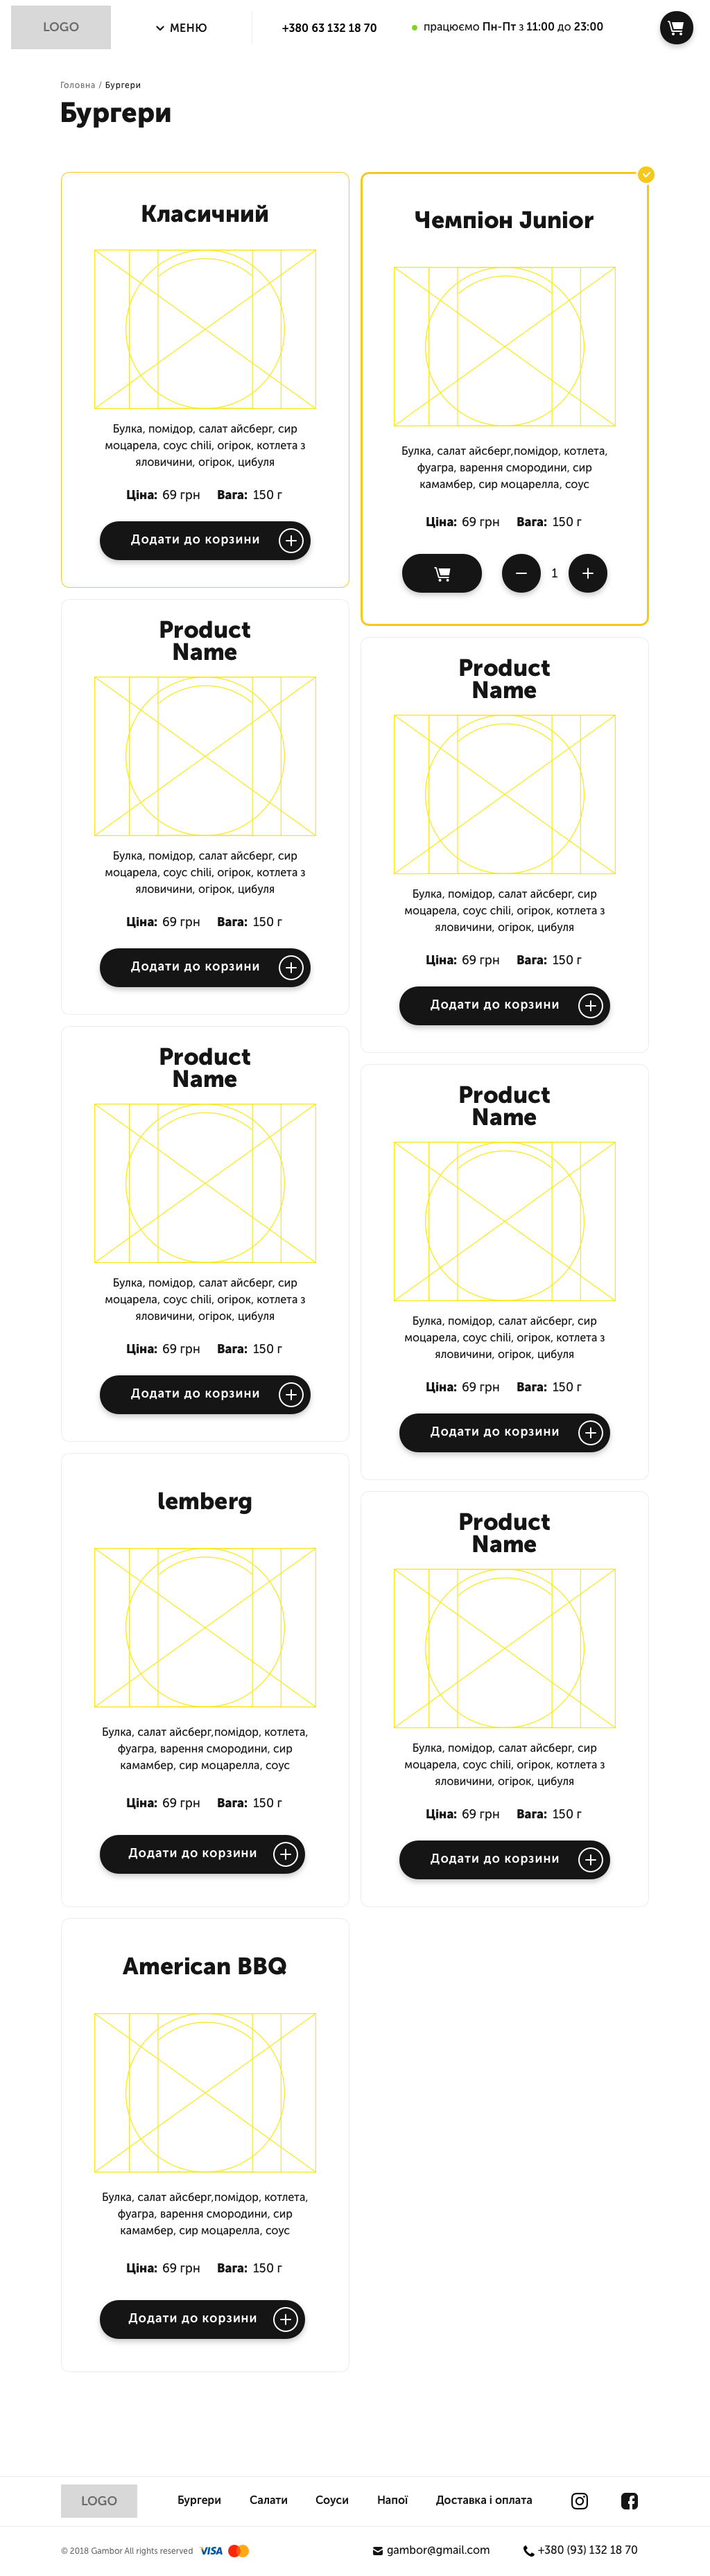 LOGO
МЕНЮ
+380 63 132 18 70
працюємо Пн-Пт з 11:00 до 23:00
Головна / Бургери
Бургери
Класичний
Булка, помідор, салат айсберг, сир
моцарела, соус chili, огірок, котлета з
яловичини, огірок, цибуля
Ціна: 69 грн Вага: 150 г
Додати до корзини
Чемпіон Junior
Булка, салат айсберг,помідор, котлета,
фуагра, варення смородини, сир
камамбер, сир моцарелла, соус
Ціна: 69 грн Вага: 150 г
1
Product
Name
Булка, помідор, салат айсберг, сир
моцарела, соус chili, огірок, котлета з
яловичини, огірок, цибуля
Ціна: 69 грн Вага: 150 г
Додати до корзини
Product
Name
Булка, помідор, салат айсберг, сир
моцарела, соус chili, огірок, котлета з
яловичини, огірок, цибуля
Ціна: 69 грн Вага: 150 г
Додати до корзини
Product
Name
Булка, помідор, салат айсберг, сир
моцарела, соус chili, огірок, котлета з
яловичини, огірок, цибуля
Ціна: 69 грн Вага: 150 г
Додати до корзини
Product
Name
Булка, помідор, салат айсберг, сир
моцарела, соус chili, огірок, котлета з
яловичини, огірок, цибуля
Ціна: 69 грн Вага: 150 г
Додати до корзини
lemberg
Булка, салат айсберг,помідор, котлета,
фуагра, варення смородини, сир
камамбер, сир моцарелла, соус
Ціна: 69 грн Вага: 150 г
Додати до корзини
Product
Name
Булка, помідор, салат айсберг, сир
моцарела, соус chili, огірок, котлета з
яловичини, огірок, цибуля
Ціна: 69 грн Вага: 150 г
Додати до корзини
American BBQ
Булка, салат айсберг,помідор, котлета,
фуагра, варення смородини, сир
камамбер, сир моцарелла, соус
Ціна: 69 грн Вага: 150 г
Додати до корзини
LOGO
Бургери Салати Соуси Напої Доставка і оплата
© 2018 Gambor All rights reserved VISA
gambor@gmail.com
+380 (93) 132 18 70